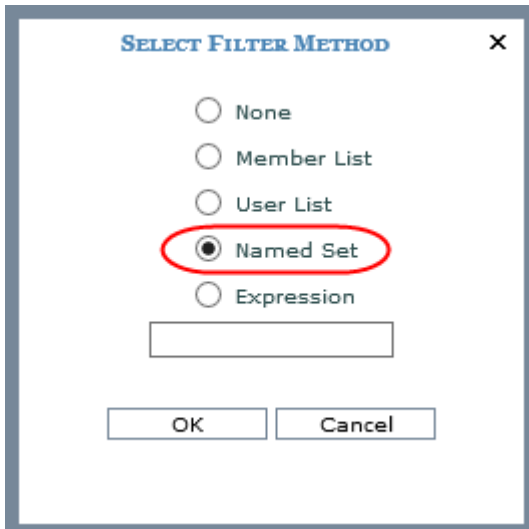 Select Filter Method ×
None
Member List
User List
Named Set
Expression
OK Cancel